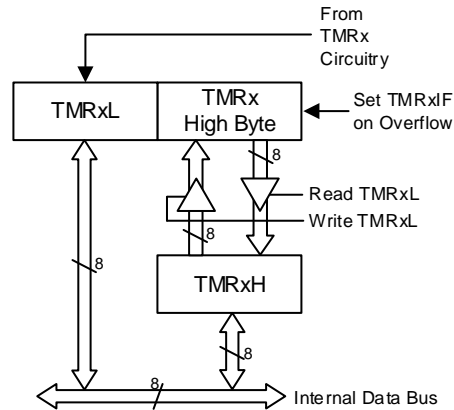 From
TMRx
Circuitry
TMRxL
TMRx
High Byte
Set TMRxIF
on Overflow
8
Read TMRxL
Write TMRxL
8
TMRxH
8
8
8
Internal Data Bus